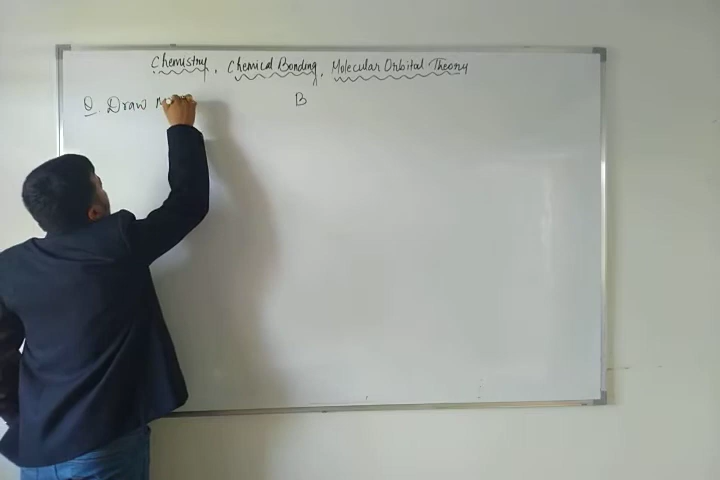 Chemistry, Chemical Bonding, Molecular Orbital Theory
Q. Draw B